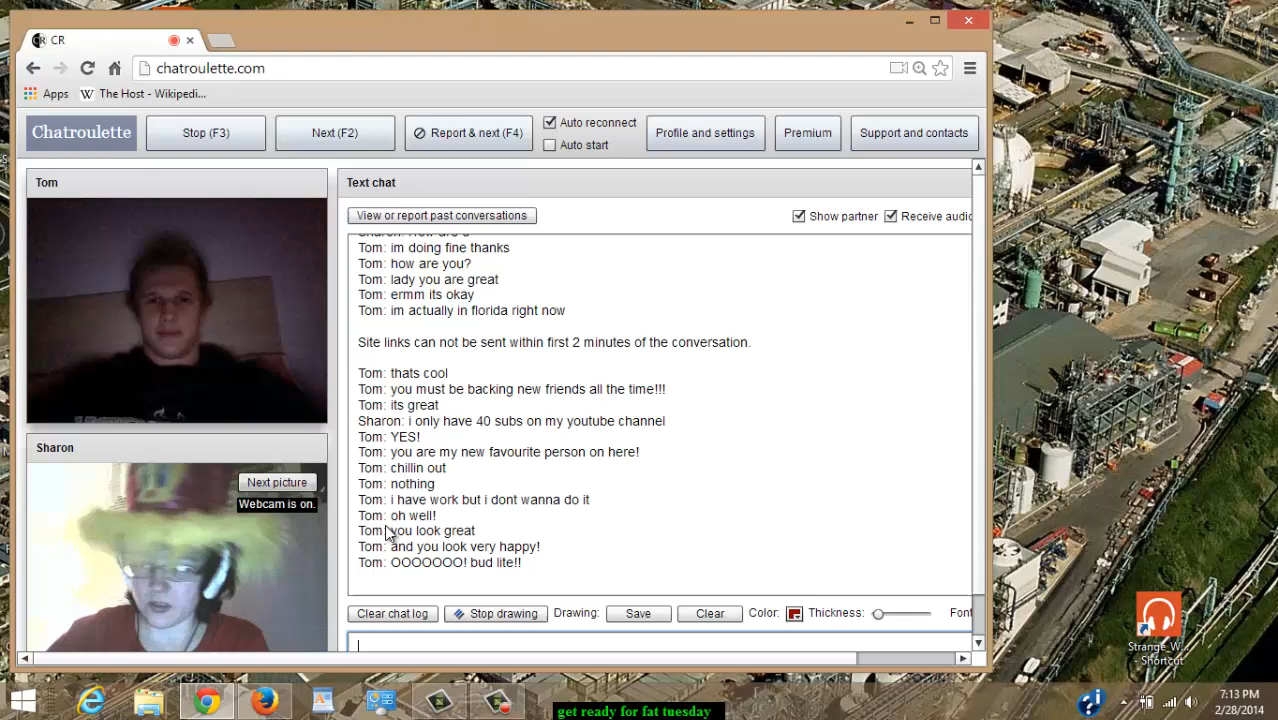 CR
chatroulette.com
Apps
The Host - Wikipedi...
Chatroulette
Stop (F3)
Next (F2)
Report & next (F4)
Auto reconnect
Auto start
Profile and settings
Premium
Support and contacts
Tom
Text chat
View or report past conversations
Show partner
Receive audio
Tom: im doing fine thanks
Tom: how are you?
Tom: lady you are great
Tom: ermm its okay
Tom: im actually in florida right now
Site links can not be sent within first 2 minutes of the conversation.
Tom: thats cool
Tom: you must be backing new friends all the time!!!
Tom: its great
Sharon: i only have 40 subs on my youtube channel
Tom: YES!
Tom: you are my new favourite person on here!
Tom: chillin out
Tom: nothing
Tom: i have work but i dont wanna do it
Tom: oh well!
Tom: you look great
Tom: and you look very happy!
Tom: OOOOOOO! bud lite!!
Sharon
Next picture
Webcam is on.
Clear chat log
Stop drawing
Drawing:
Save
Clear
Color:
Thickness:
Font
Strange_W...
- Shortcut
get ready for fat tuesday
7:13 PM
2/28/2014